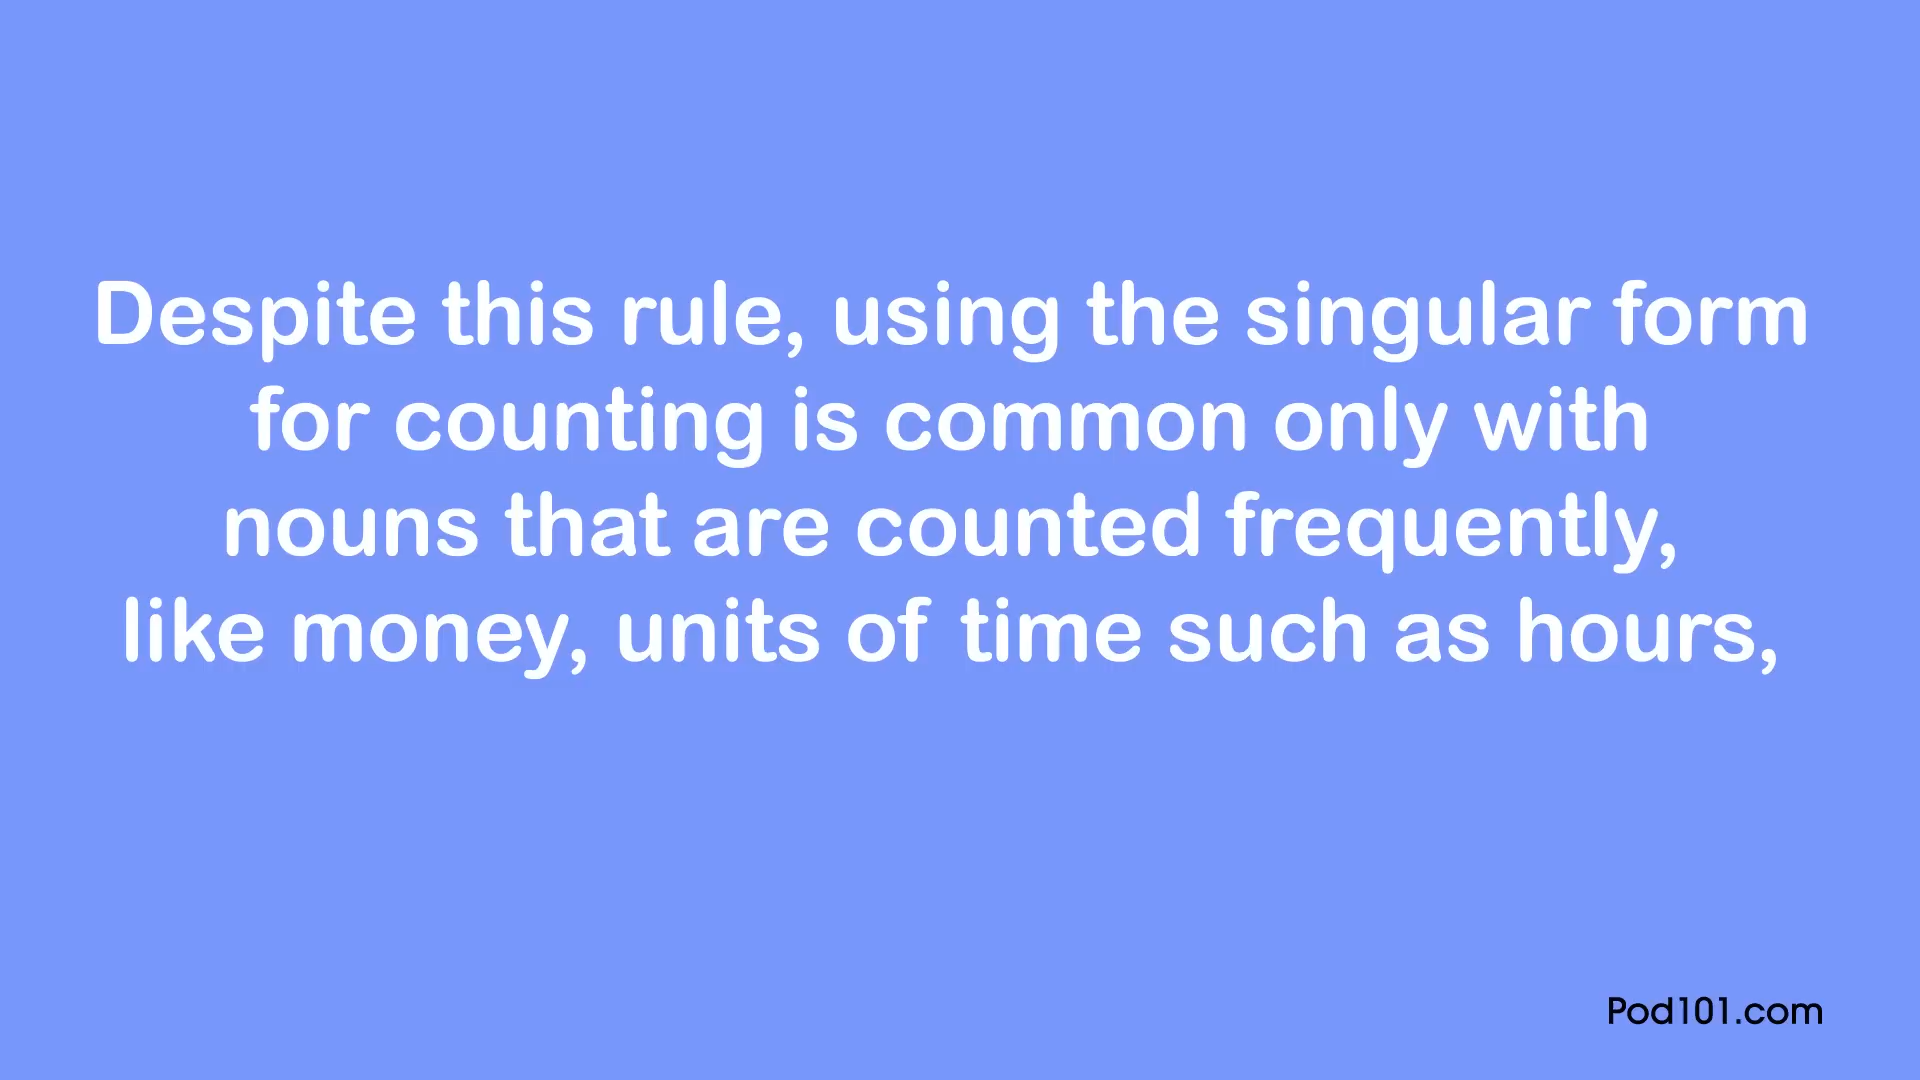 Despite this rule, using the singular form
for counting is common only with
nouns that are counted frequently,
like money, units of time such as hours,
Pod101.com